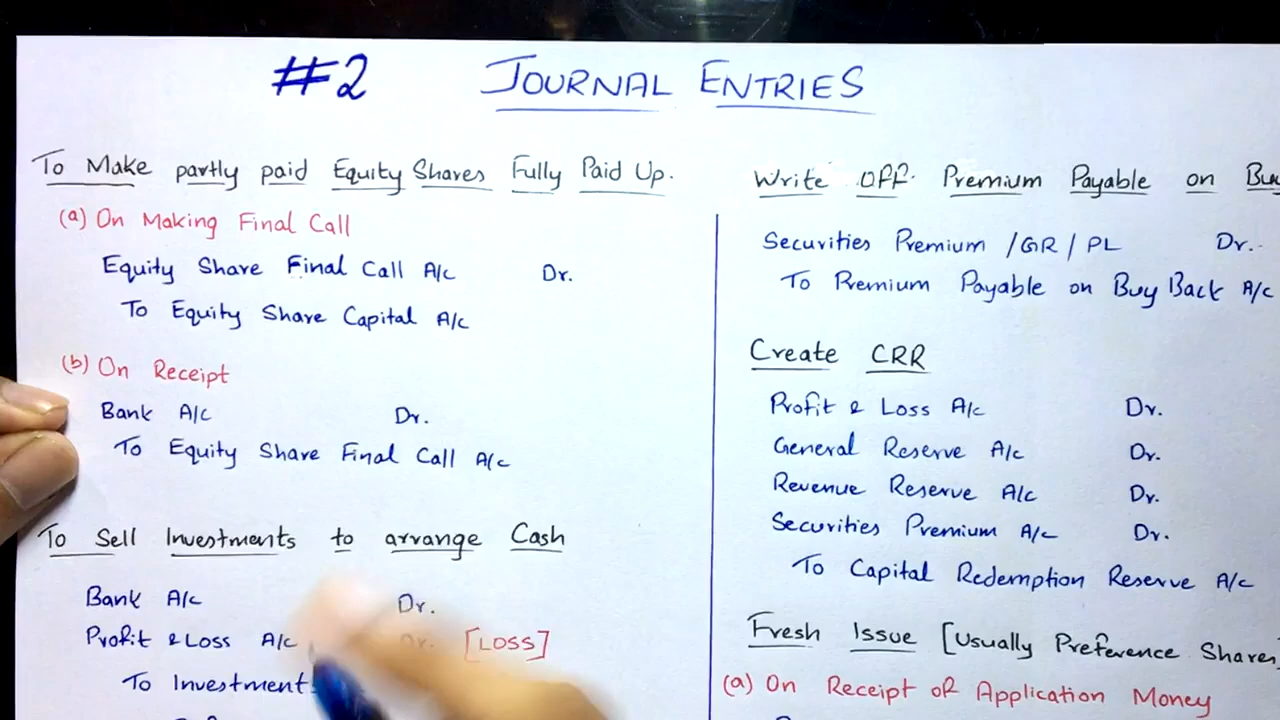 #2 JOURNAL ENTRIES
To Make partly paid Equity Shares Fully Paid Up.
(a) On Making Final Call
Equity Share Final Call A/c Dr.
To Equity Share Capital A/c
(b) On Receipt
Bank A/c Dr.
To Equity Share Final Call A/c
To Sell Investments to arrange Cash
Bank A/c Dr.
Profit & Loss A/c Dr. [LOSS]
To Investment
Write Off Premium Payable on
Securities Premium /GR / PL Dr.
To Premium Payable on Buy Back A/c
Create CRR
Profit & Loss A/c Dr.
General Reserve A/c Dr.
Revenue Reserve A/c Dr.
Securities Premium A/c Dr.
To Capital Redemption Reserve A/c
Fresh Issue [Usually Preference Shares
(a) On Receipt of Application Money